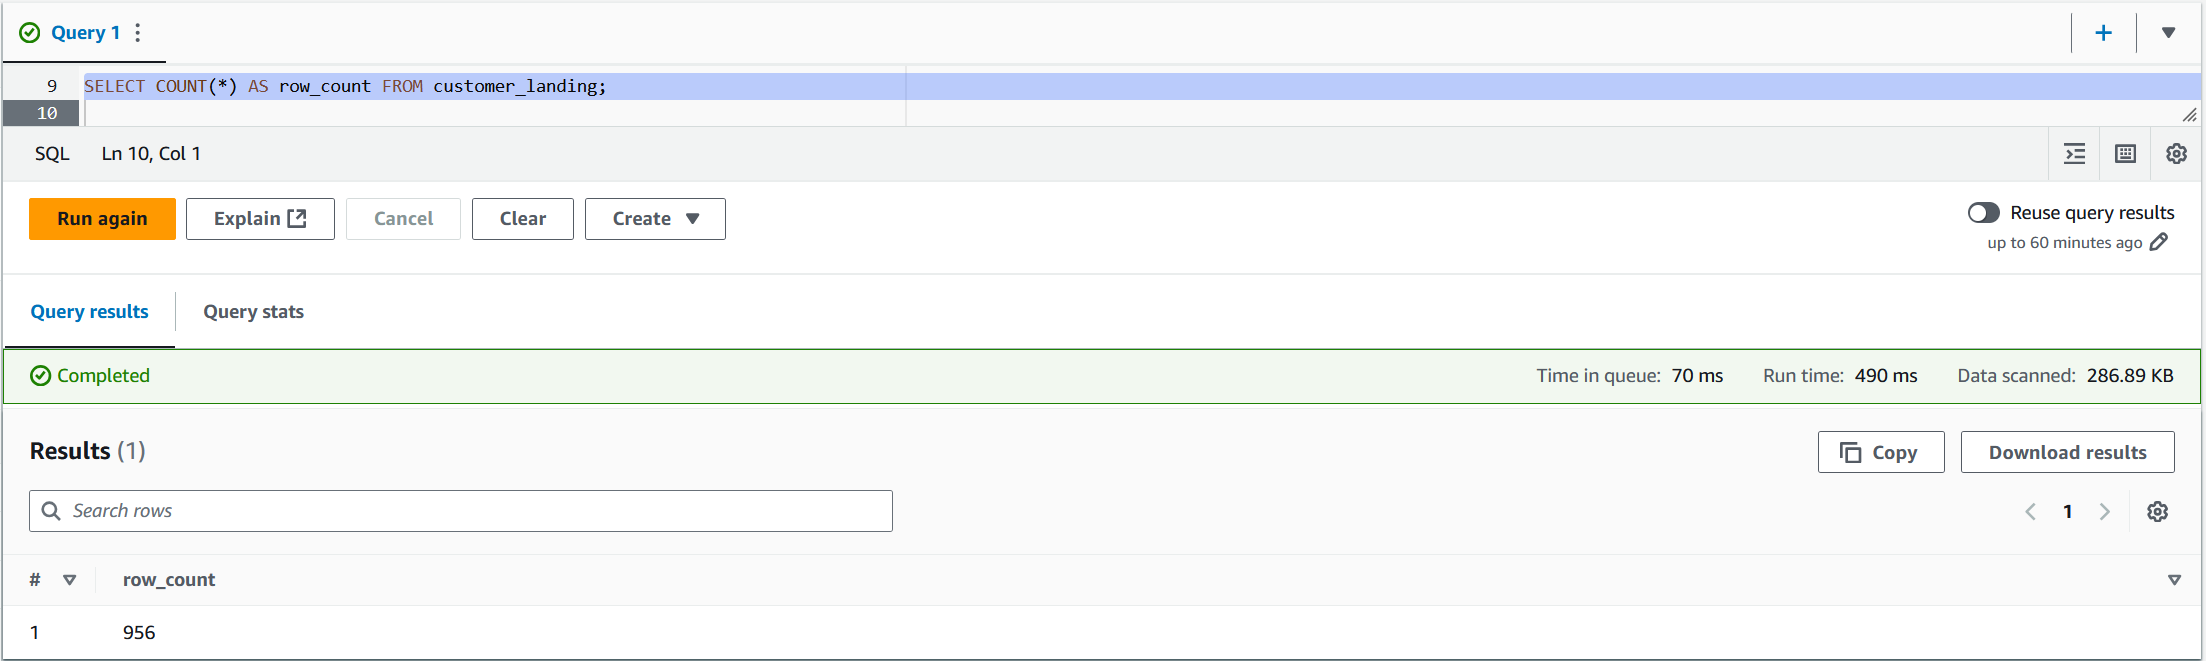 Query 1
9 SELECT COUNT(*) AS row_count FROM customer_landing;
10
SQL Ln 10, Col 1
Run again Explain Cancel Clear Create Reuse query results
up to 60 minutes ago
Query results Query stats
Completed Time in queue: 70 ms Run time: 490 ms Data scanned: 286.89 KB
Results (1) Copy Download results
Search rows 1
# row_count
1 956